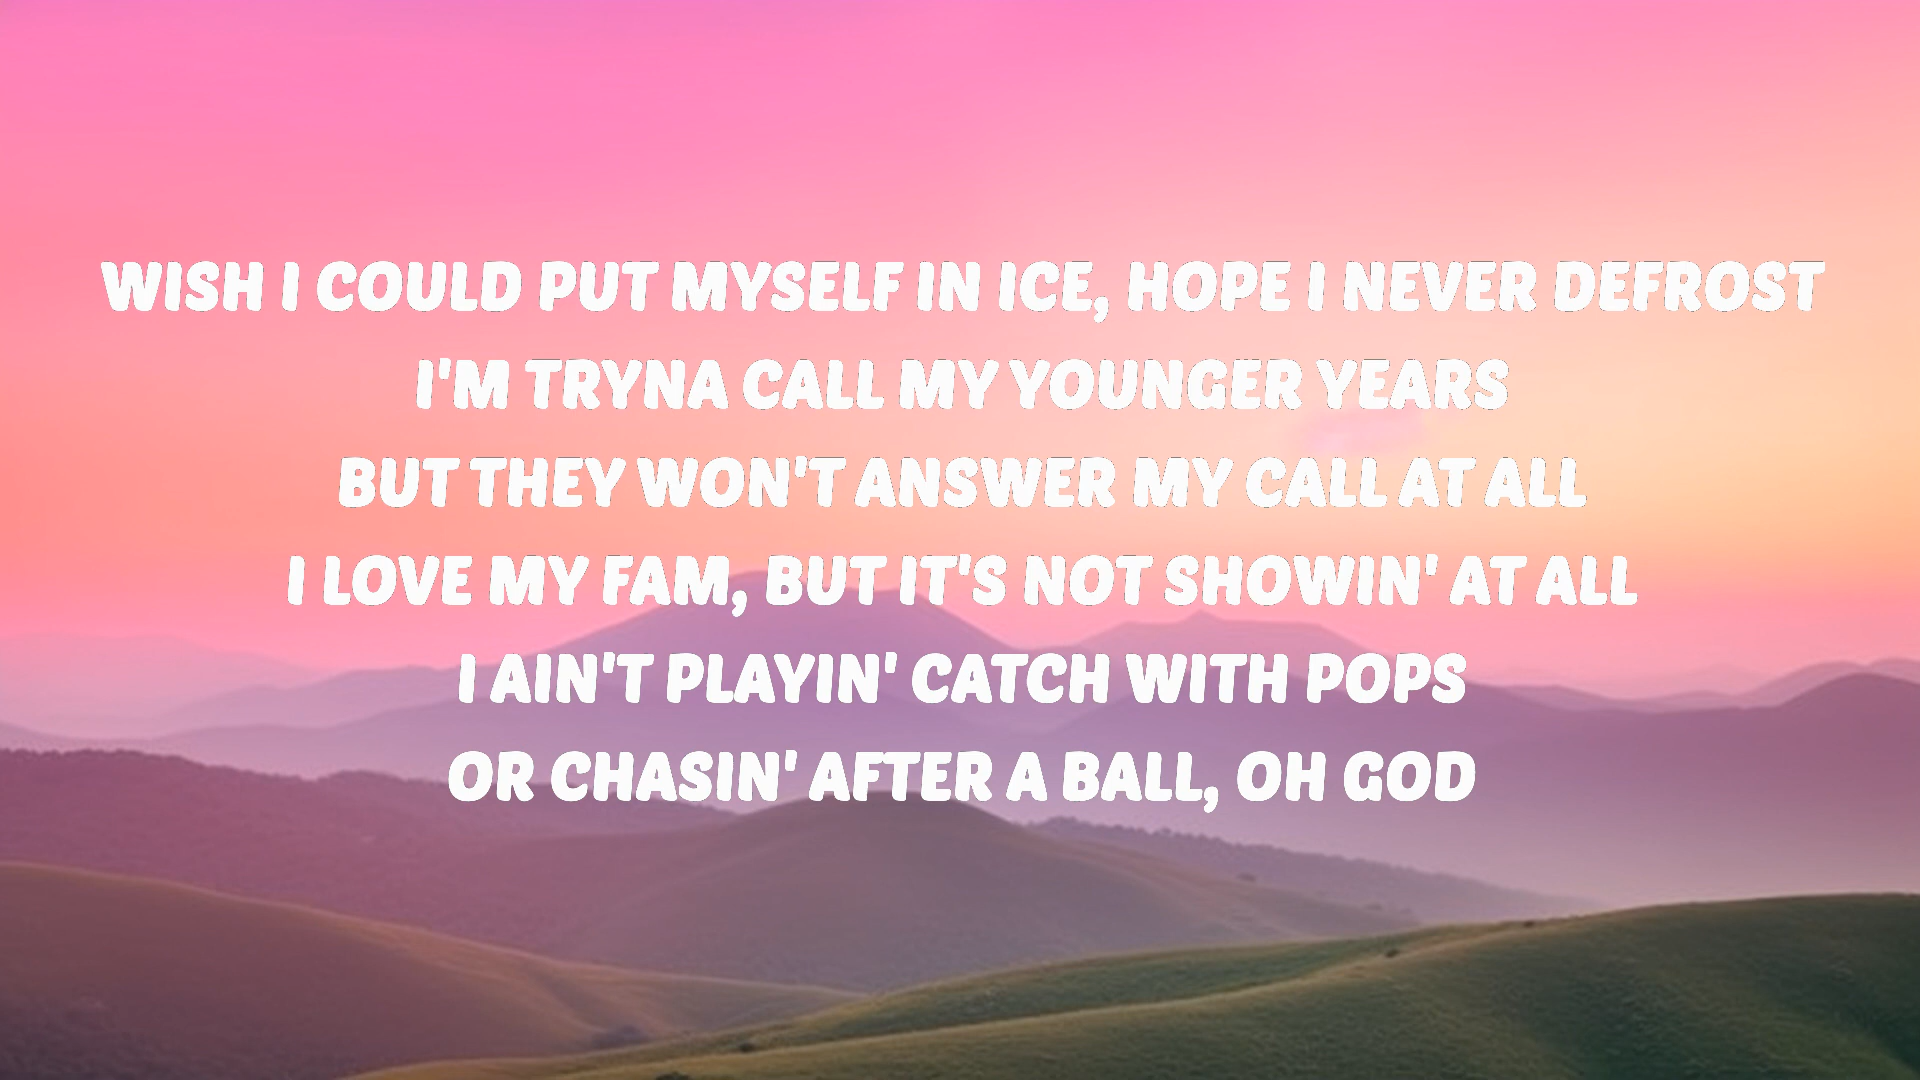 WISH I COULD PUT MYSELF IN ICE, HOPE I NEVER DEFROST
I'M TRYNA CALL MY YOUNGER YEARS
BUT THEY WON'T ANSWER MY CALL AT ALL
I LOVE MY FAM, BUT IT'S NOT SHOWIN' AT ALL
I AIN'T PLAYIN' CATCH WITH POPS
OR CHASIN' AFTER A BALL, OH GOD